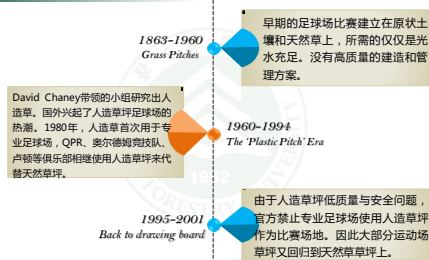 1863-1960
Grass Pitches
早期的足球场比赛建立在原状土
壤和天然草上，所需的仅仅是光
水充足。没有高质量的建造和管
理方案。
David Chaney带领的小组研究出人
造草。国外兴起了人造草坪足球场的
热潮。1980年，人造草首次用于专
业足球场，QPR、奥尔德姆竞技队、
卢顿等俱乐部相继使用人造草坪来代
替天然草坪。
1960-1994
The 'Plastic Pitch' Era
1995-2001
Back to drawing board
由于人造草坪低质量与安全问题，
官方禁止专业足球场使用人造草坪
作为比赛场地。因此大部分运动场
草坪又回归到天然草草坪上。
1952